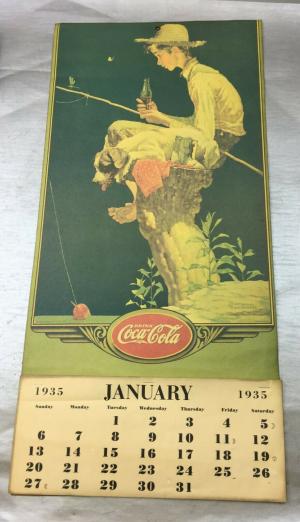 DRINK
Coca-Cola
1935 JANUARY 1935
Sunday Monday Tuesday Wednesday Thursday Friday Saturday
1 2 3 4 5
6 7 8 9 10 11 12
13 14 15 16 17 18 19
20 21 22 23 24 25 26
27 28 29 30 31